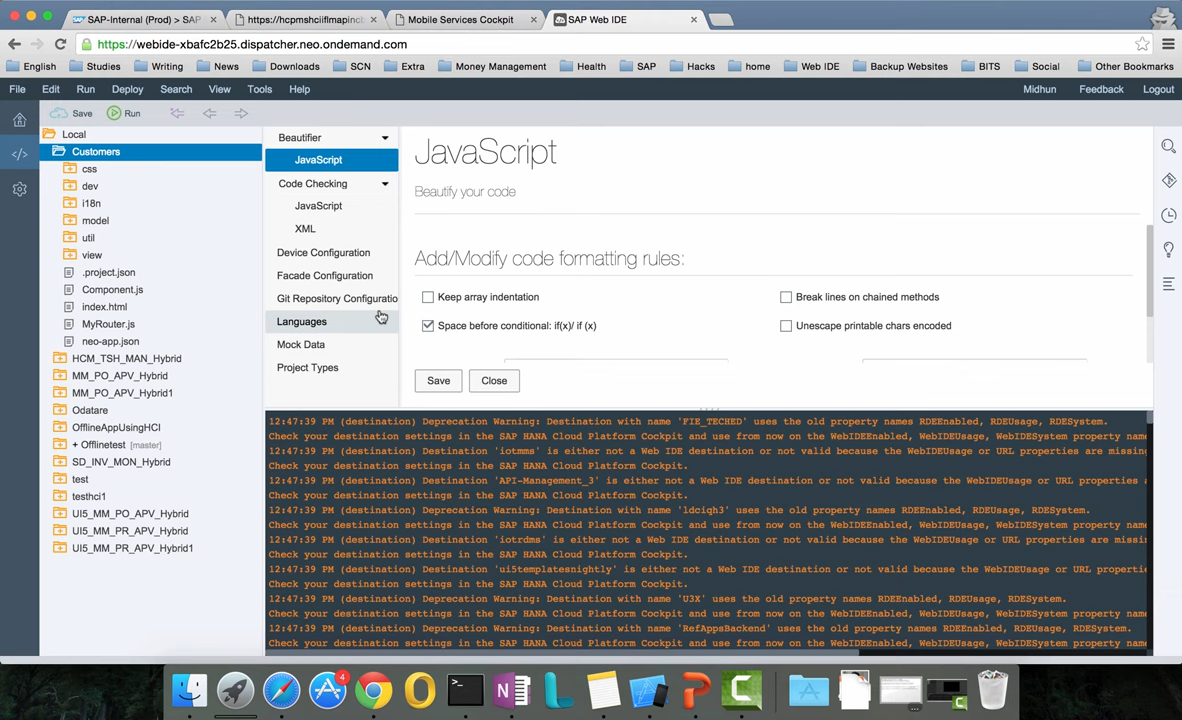 SAP-Internal (Prod) > SAP
https://hcpmshciiflmapincl
Mobile Services Cockpit
SAP Web IDE
https://webide-xbafc2b25.dispatcher.neo.ondemand.com
English
Studies
Writing
News
Downloads
SCN
Extra
Money Management
Health
SAP
Hacks
home
Web IDE
Backup Websites
BITS
Social
Other Bookmarks
File Edit Run Deploy Search View Tools Help
Midhun Feedback Logout
Save Run
Local
Customers
css
dev
i18n
model
util
view
.project.json
Component.js
index.html
MyRouter.js
neo-app.json
HCM_TSH_MAN_Hybrid
MM_PO_APV_Hybrid
MM_PO_APV_Hybrid1
Odatare
OfflineAppUsingHCI
+ Offlinetest [master]
SD_INV_MON_Hybrid
test
testhci1
UI5_MM_PO_APV_Hybrid
UI5_MM_PR_APV_Hybrid
UI5_MM_PR_APV_Hybrid1
Beautifier
JavaScript
Code Checking
JavaScript
XML
Device Configuration
Facade Configuration
Git Repository Configuratio
Languages
Mock Data
Project Types
JavaScript
Beautify your code
Add/Modify code formatting rules:
Keep array indentation
Break lines on chained methods
Space before conditional: if(x)/ if (x)
Unescape printable chars encoded
Save Close
12:47:39 PM (destination) Deprecation Warning: Destination with name 'FIE_TECHED' uses the old property names RDEEnabled, RDEUsage, RDESystem.
Check your destination settings in the SAP HANA Cloud Platform Cockpit and use from now on the WebIDEEnabled, WebIDEUsage, WebIDESystem property name
12:47:39 PM (destination) Destination 'iotmms' is either not a Web IDE destination or not valid because the WebIDEUsage or URL properties are missing
Check your destination settings in the SAP HANA Cloud Platform Cockpit.
12:47:39 PM (destination) Destination 'API-Management_3' is either not a Web IDE destination or not valid because the WebIDEUsage or URL properties a
Check your destination settings in the SAP HANA Cloud Platform Cockpit.
12:47:39 PM (destination) Deprecation Warning: Destination with name 'ldciqh3' uses the old property names RDEEnabled, RDEUsage, RDESystem.
Check your destination settings in the SAP HANA Cloud Platform Cockpit and use from now on the WebIDEEnabled, WebIDEUsage, WebIDESystem property name
12:47:39 PM (destination) Destination 'iotrdms' is either not a Web IDE destination or not valid because the WebIDEUsage or URL properties are missin
Check your destination settings in the SAP HANA Cloud Platform Cockpit.
12:47:39 PM (destination) Destination 'ui5templatesnightly' is either not a Web IDE destination or not valid because the WebIDEUsage or URL propertie
Check your destination settings in the SAP HANA Cloud Platform Cockpit.
12:47:39 PM (destination) Deprecation Warning: Destination with name 'U3X' uses the old property names RDEEnabled, RDEUsage, RDESystem.
Check your destination settings in the SAP HANA Cloud Platform Cockpit and use from now on the WebIDEEnabled, WebIDEUsage, WebIDESystem property name
12:47:39 PM (destination) Deprecation Warning: Destination with name 'RefAppsBackend' uses the old property names RDEEnabled, RDEUsage, RDESystem.
Check your destination settings in the SAP HANA Cloud Platform Cockpit and use from now on the WebIDEEnabled, WebIDEUsage, WebIDESystem property name
4